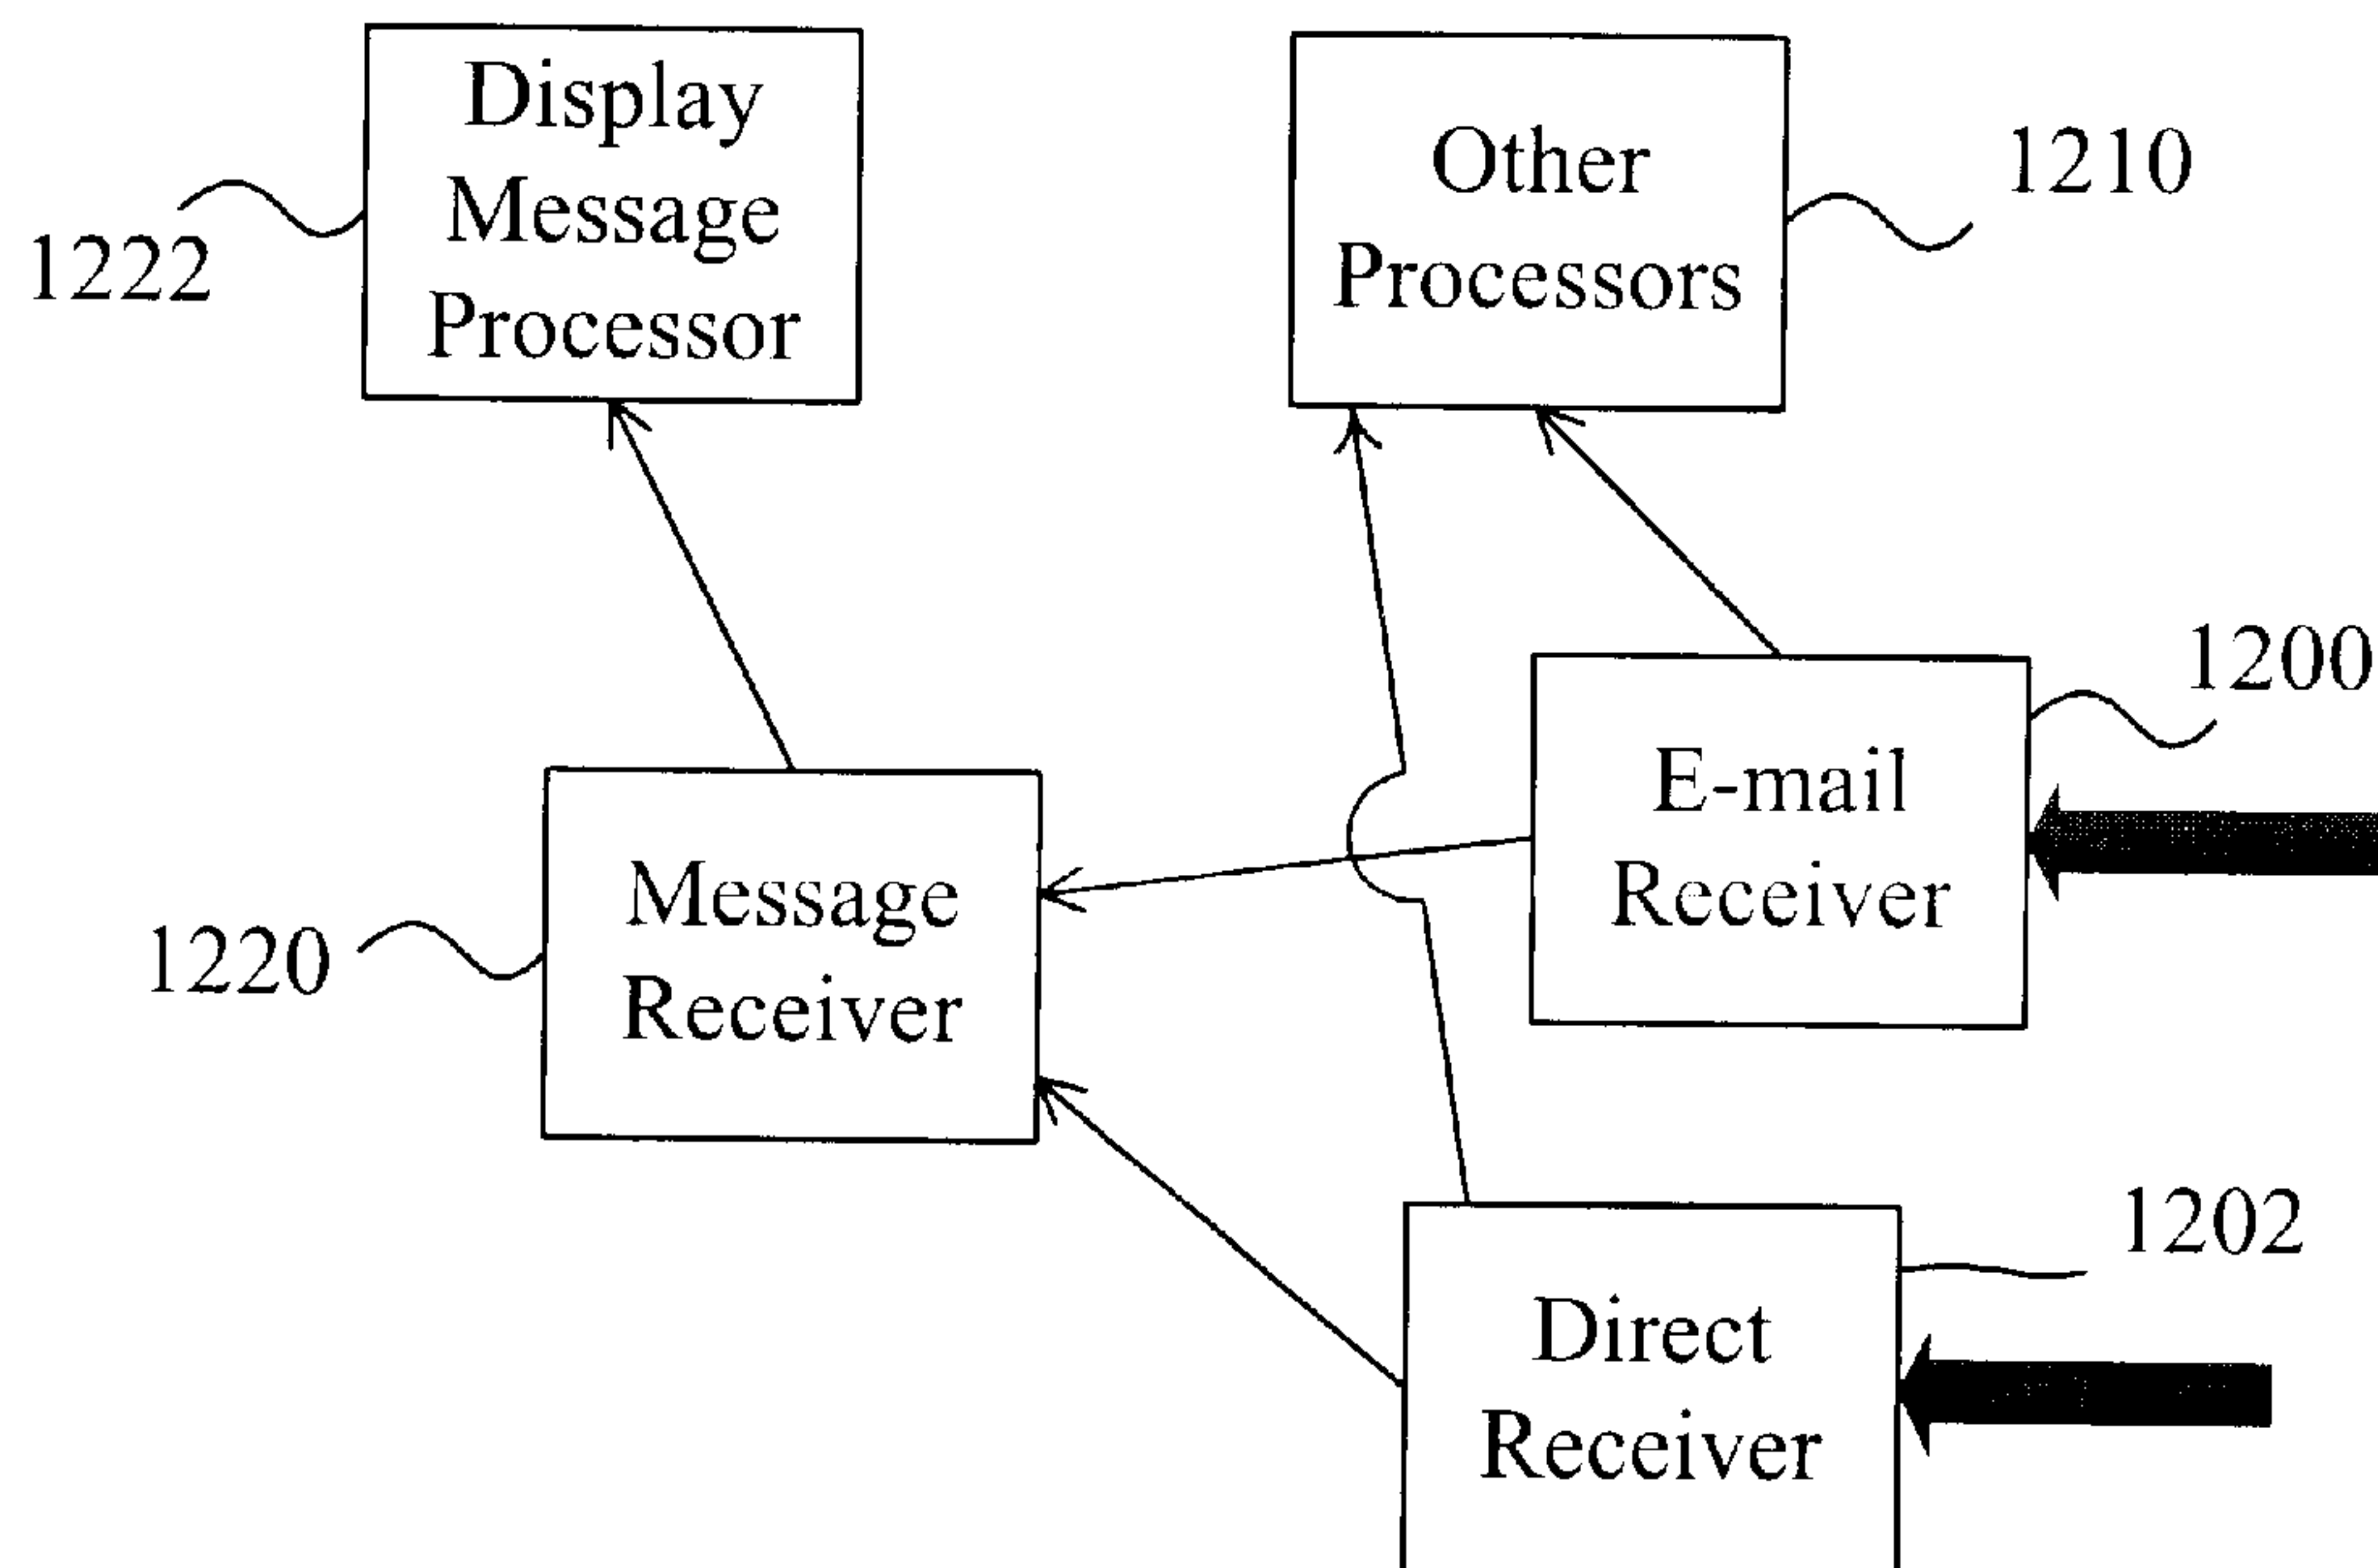 Display
Message
Processor
1222
Other
Processors
1210
1200
E-mail
Receiver
Message
Receiver
1220
1202
Direct
Receiver